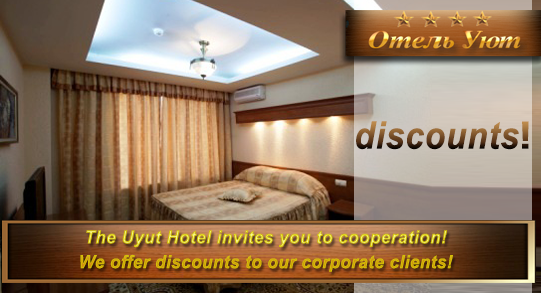 Отель Уют
discounts!
The Uyut Hotel invites you to cooperation!
We offer discounts to our corporate clients!